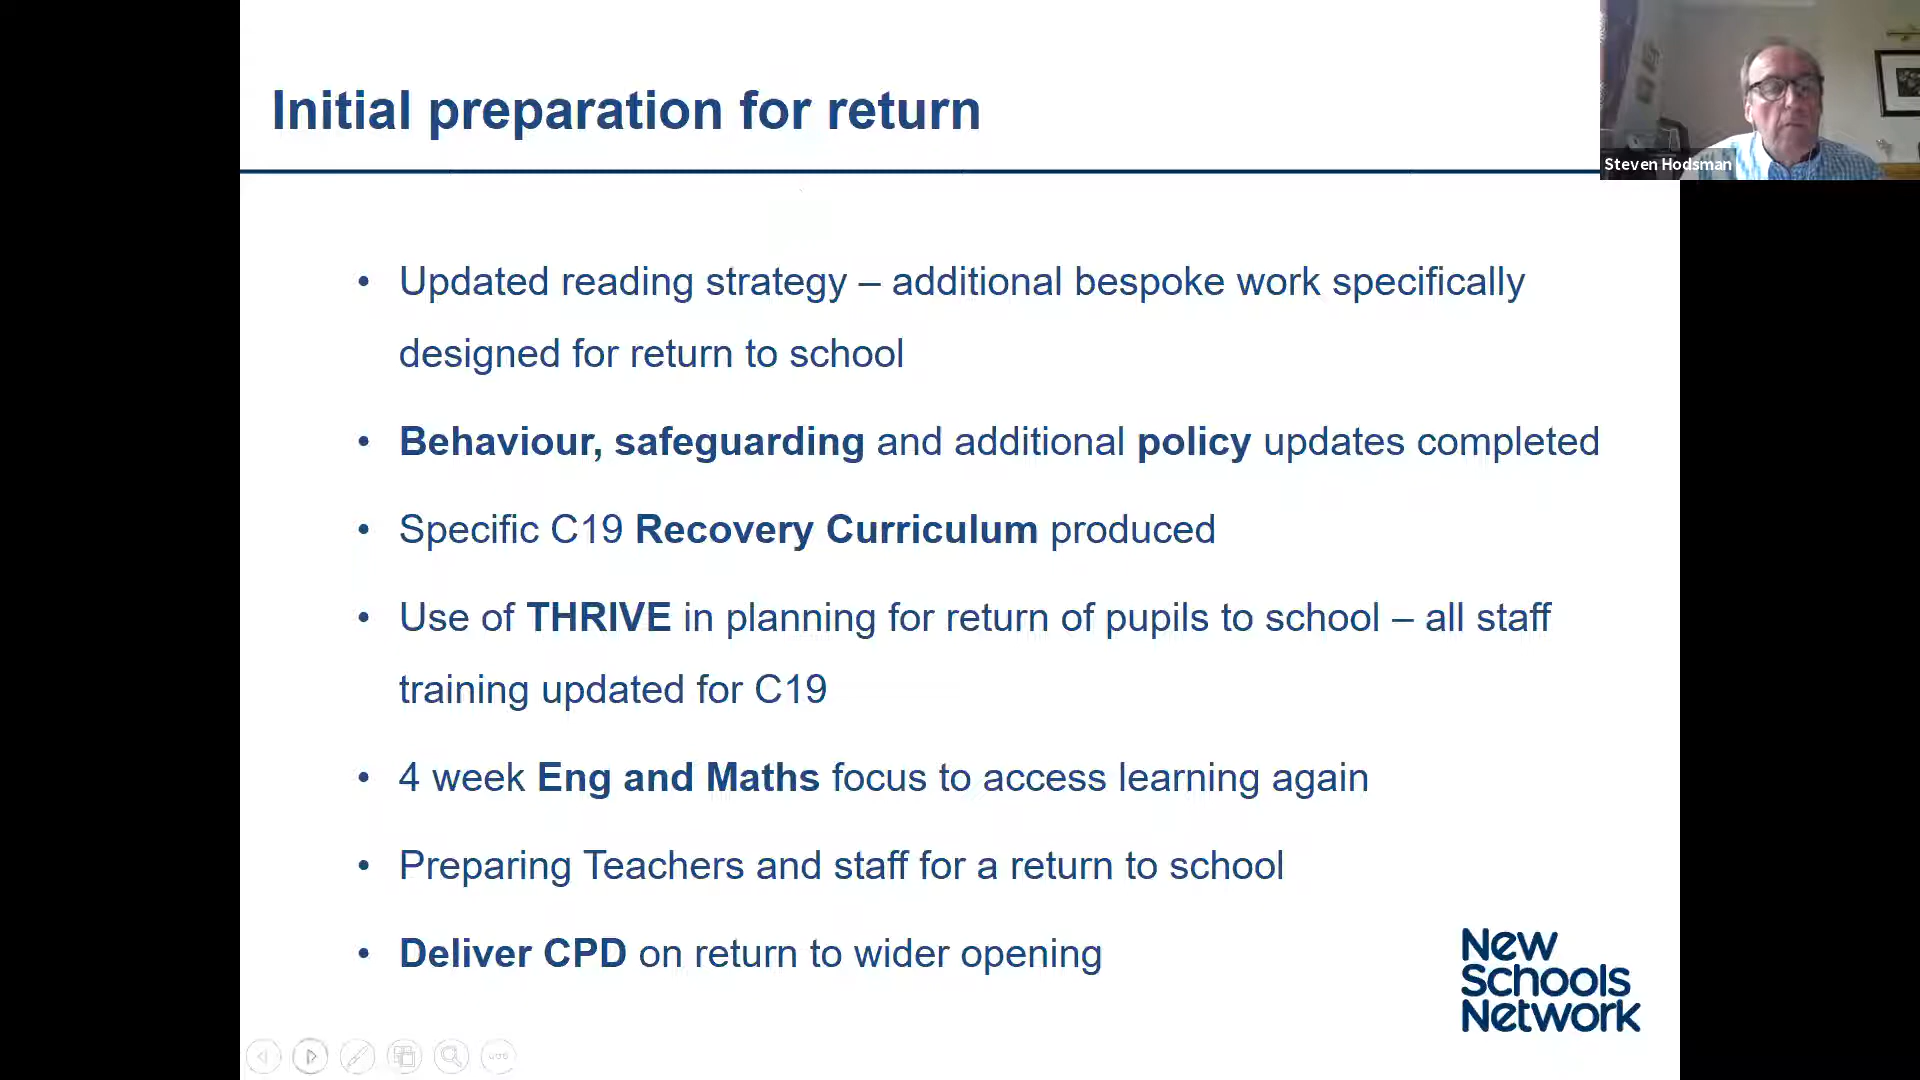 Initial preparation for return
Steven Hodsman
• Updated reading strategy – additional bespoke work specifically
designed for return to school
• Behaviour, safeguarding and additional policy updates completed
• Specific C19 Recovery Curriculum produced
• Use of THRIVE in planning for return of pupils to school – all staff
training updated for C19
• 4 week Eng and Maths focus to access learning again
• Preparing Teachers and staff for a return to school
• Deliver CPD on return to wider opening
New
Schools
Network